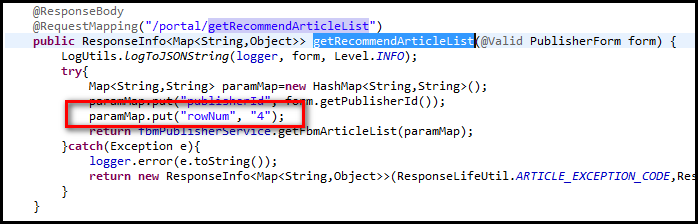 @ResponseBody
@RequestMapping("/portal/getRecommendArticleList")
public ResponseInfo<Map<String,Object>> getRecommendArticleList(@Valid PublisherForm form) {
LogUtils.LogToJSONString(logger, form, Level.INFO);
try{
Map<String,String> paramMap=new HashMap<String,String>();
paramMap.put("publisherId", form.getPublisherId());
paramMap.put("rowNum", "4");
return fbmPublisherService.getFbmArticleList(paramMap);
}catch(Exception e){
logger.error(e.toString());
return new ResponseInfo<Map<String,Object>>(ResponseLifeUtil.ARTICLE_EXCEPTION_CODE,Res
}
}